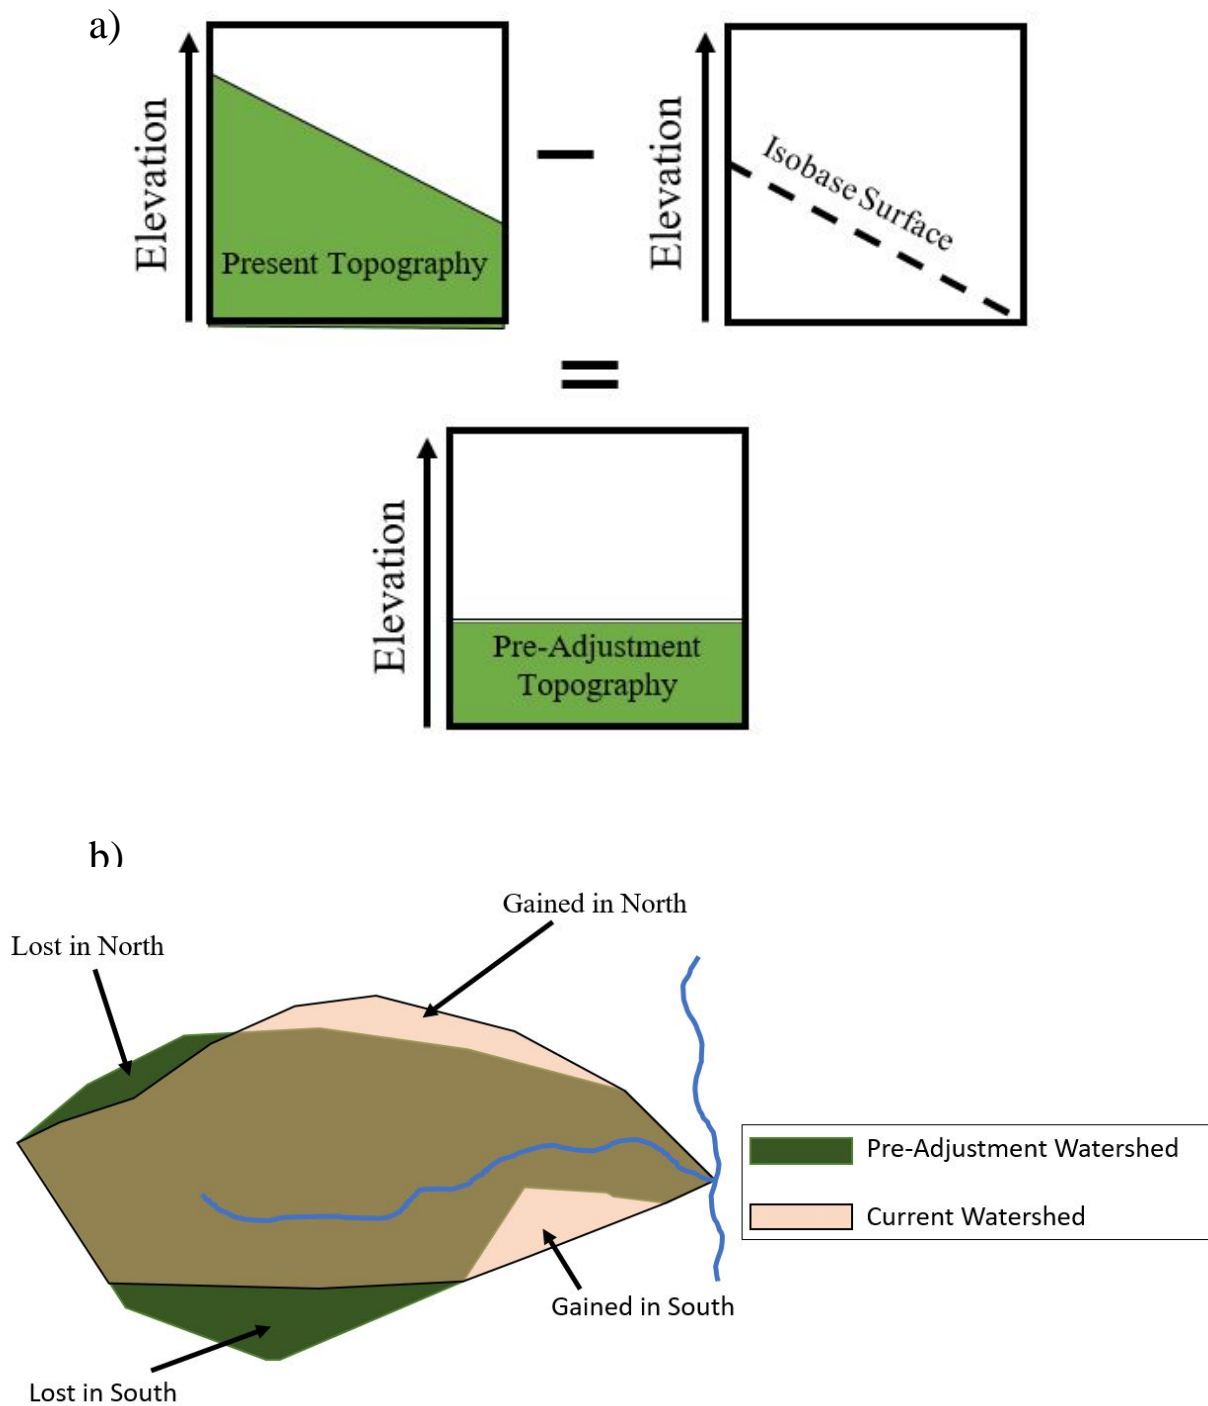 a)
Elevation
Present Topography
−
Elevation
Isobase Surface
=
Elevation
Pre-Adjustment
Topography
b)
Gained in North
Lost in North
Pre-Adjustment Watershed
Current Watershed
Gained in South
Lost in South